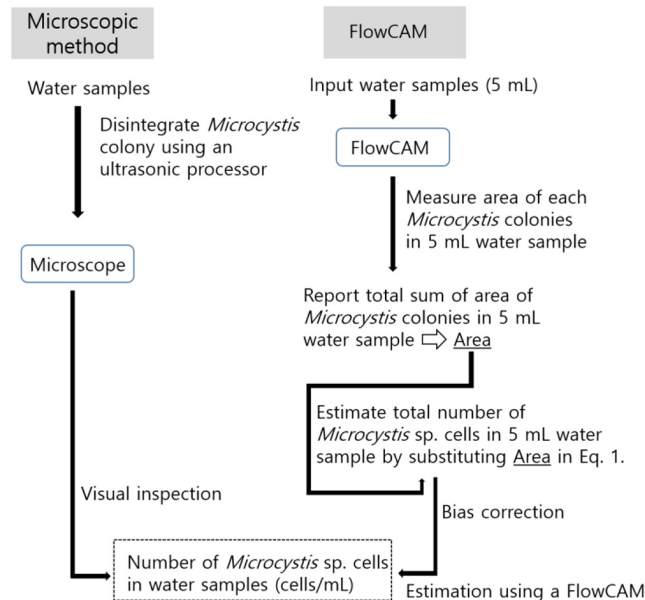 Microscopic
method
Water samples
Disintegrate Microcystis
colony using an
ultrasonic processor
Microscope
Visual inspection
FlowCAM
Input water samples (5 mL)
FlowCAM
Measure area of each
Microcystis colonies
in 5 mL water sample
Report total sum of area of
Microcystis colonies in 5 mL
water sample ⇨ Area
Estimate total number of
Microcystis sp. cells in 5 mL water
sample by substituting Area in Eq. 1.
Bias correction
Number of Microcystis sp. cells
in water samples (cells/mL)
Estimation using a FlowCAM